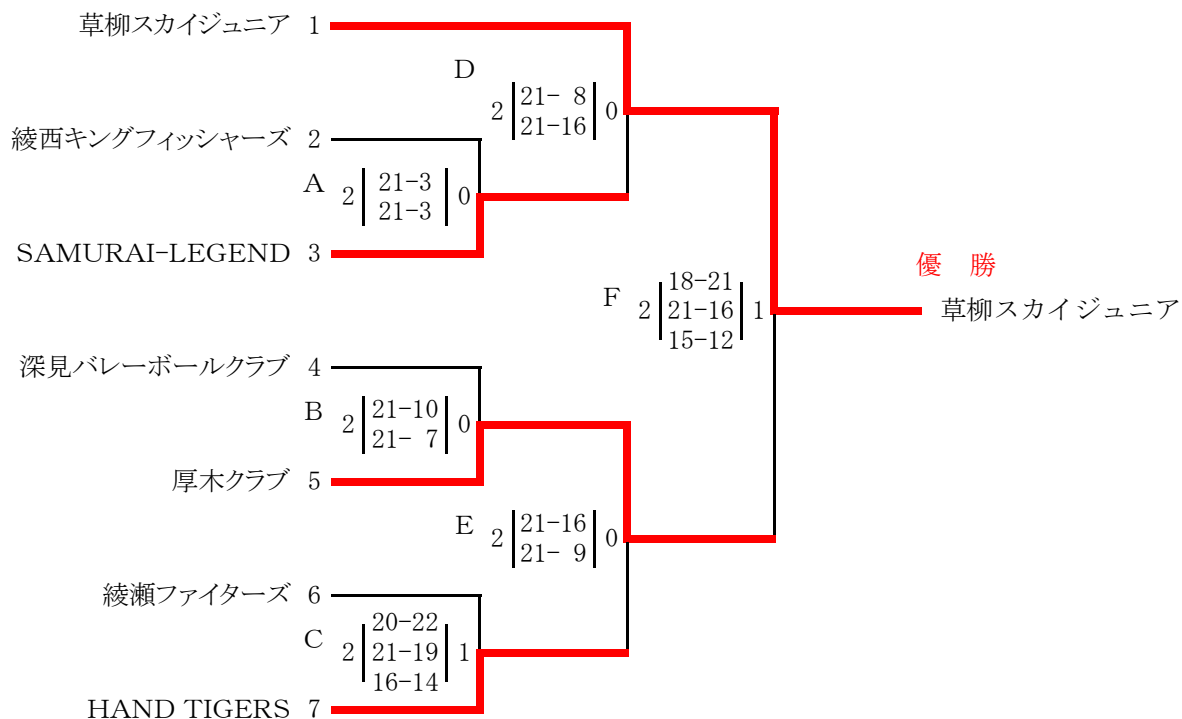 草柳スカイジュニア 1
D
2 21- 8 0
21-16
綾西キングフィッシャーズ 2
A
2 21-3 0
21-3
SAMURAI-LEGEND 3
優 勝
草柳スカイジュニア
F
18-21
2 21-16 1
15-12
深見バレーボールクラブ 4
B
2 21-10 0
21- 7
厚木クラブ 5
E
2 21-16 0
21- 9
綾瀬ファイターズ 6
C
20-22
2 21-19 1
16-14
HAND TIGERS 7